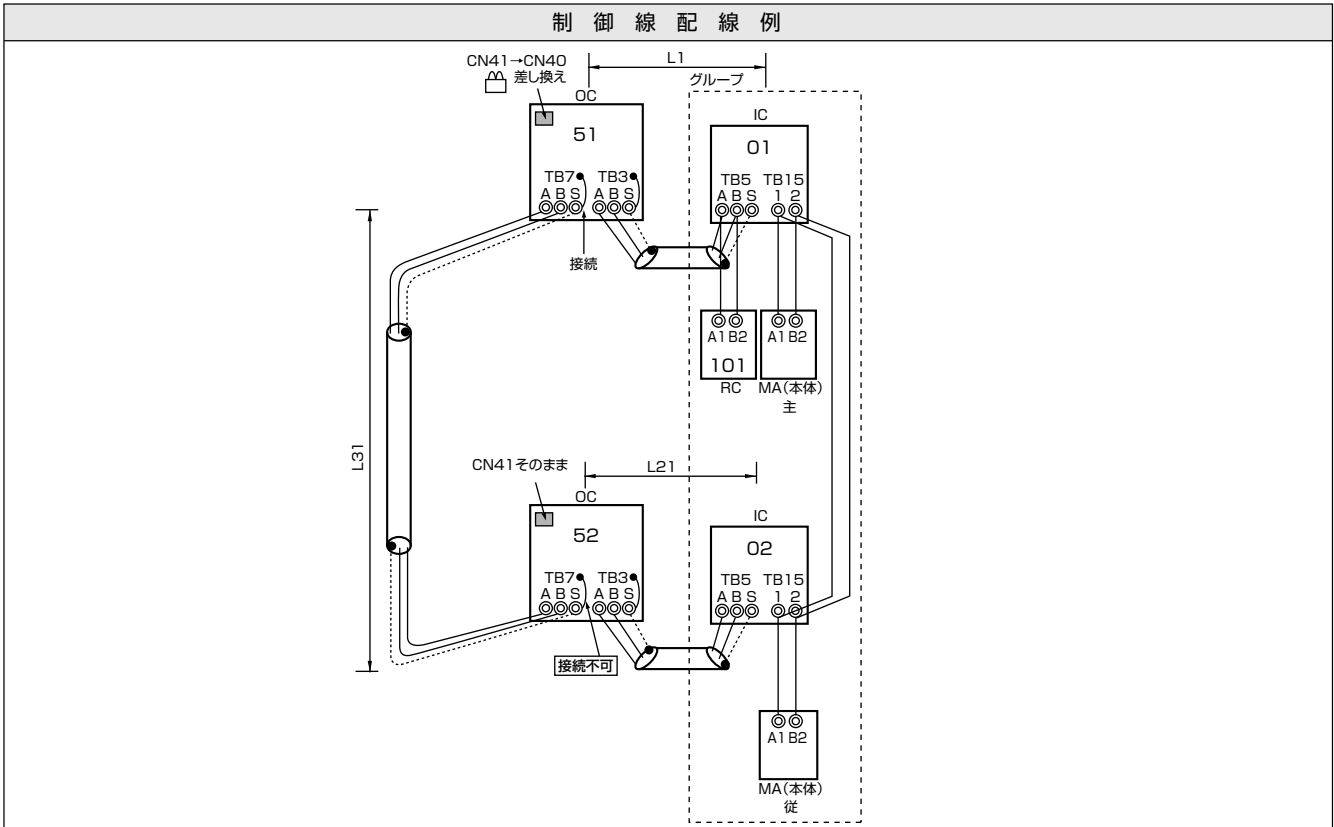 制 御 線 配 線 例
CN41→CN40
差し換え
L1
グループ
OC
IC
51
01
TB7 TB3
A B S A B S
TB5 TB15
A B S 1 2
接続
A1 B2
101
RC
A1 B2
MA(本体)
主
L31
CN41そのまま
L21
OC
IC
52
02
TB7 TB3
A B S A B S
TB5 TB15
A B S 1 2
接続不可
A1 B2
MA(本体)
従